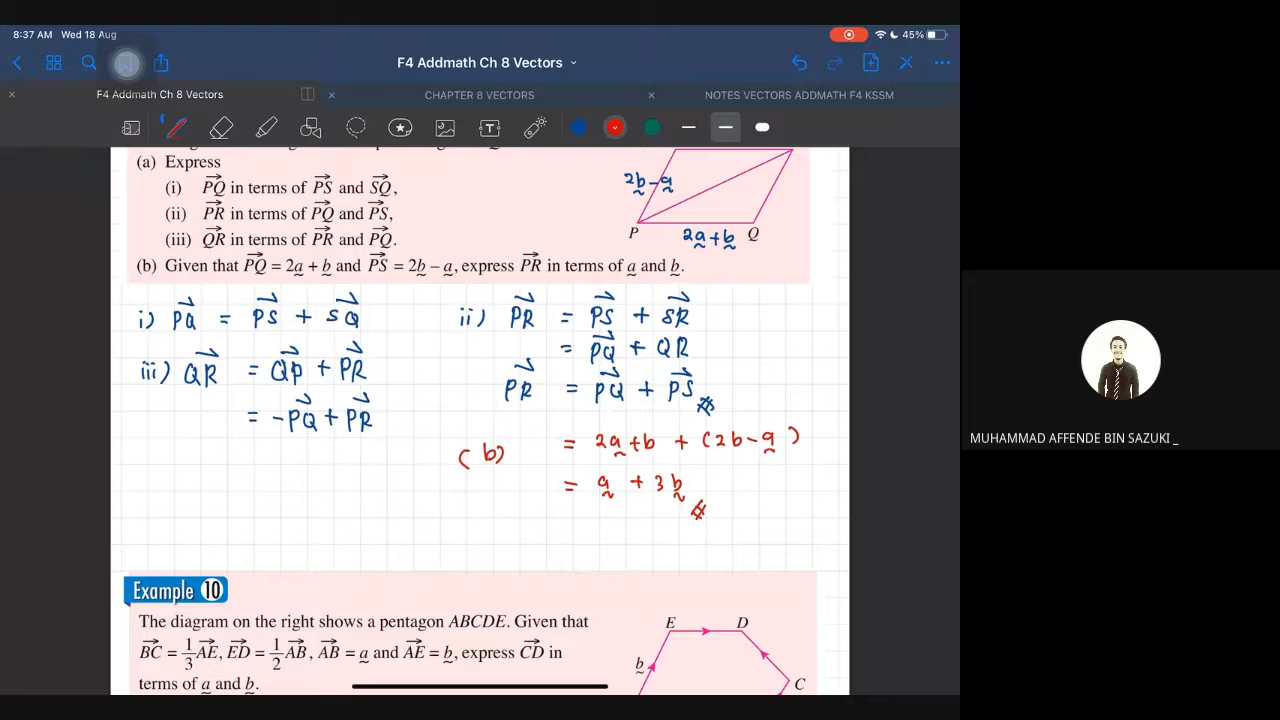 8:37 AM Wed 18 Aug
45%
F4 Addmath Ch 8 Vectors
F4 Addmath Ch 8 Vectors
CHAPTER 8 VECTORS
NOTES VECTORS ADDMATH F4 KSSM
(a) Express
(i) PQ in terms of PS and SQ,
(ii) PR in terms of PQ and PS,
(iii) QR in terms of PR and PQ.
(b) Given that PQ = 2a + b and PS = 2b − a, express PR in terms of a and b.
2b − a
P
2a + b
Q
i) PQ = PS + SQ
iii) QR = QP + PR
= −PQ + PR
ii) PR = PS + SR
= PQ + QR
PR = PQ + PS
(b)
= 2a + b + (2b − a)
= a + 3b
Example 10
The diagram on the right shows a pentagon ABCDE. Given that
BC = 1/3 AE, ED = 1/2 AB, AB = a and AE = b, express CD in
terms of a and b.
E
D
b
C
MUHAMMAD AFFENDE BIN SAZUKI _